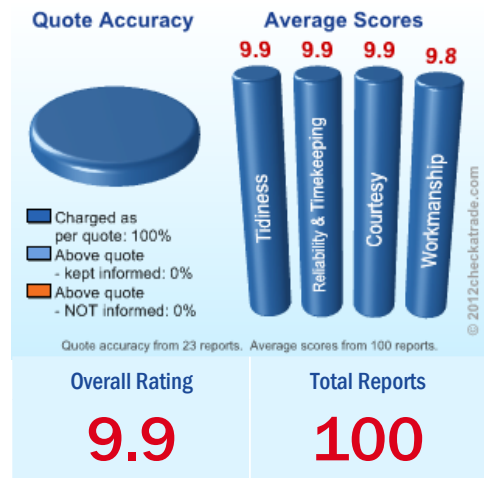 Quote Accuracy
Charged as
per quote: 100%
Above quote
- kept informed: 0%
Above quote
- NOT informed: 0%
Average Scores
9.9 9.9 9.9 9.8
Tidiness
Reliability & Timekeeping
Courtesy
Workmanship
© 2012checkatrade.com
Quote accuracy from 23 reports. Average scores from 100 reports.
Overall Rating
9.9
Total Reports
100